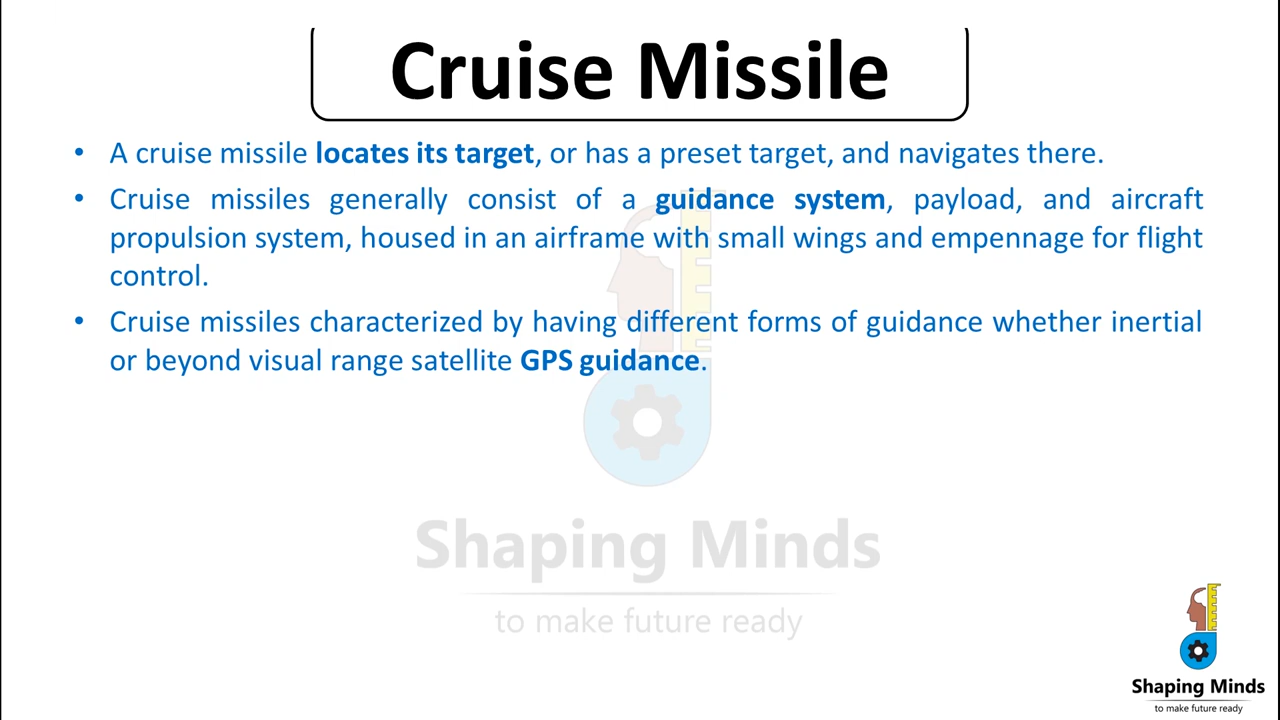 Cruise Missile
• A cruise missile locates its target, or has a preset target, and navigates there.
• Cruise missiles generally consist of a guidance system, payload, and aircraft
propulsion system, housed in an airframe with small wings and empennage for flight
control.
• Cruise missiles characterized by having different forms of guidance whether inertial
or beyond visual range satellite GPS guidance.
Shaping Minds
to make future ready
Shaping Minds
to make future ready